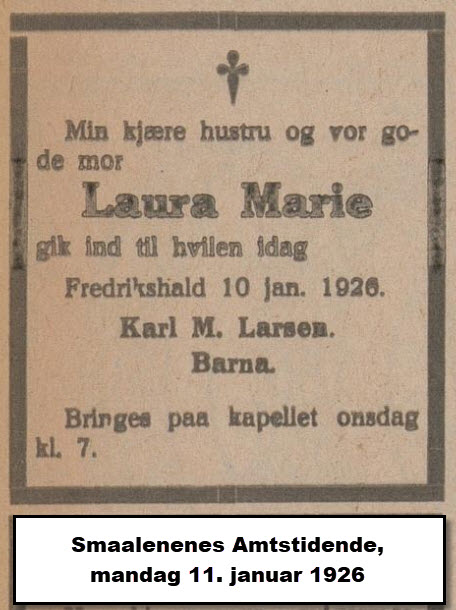 Min kjære hustru og vor go-
de mor
Laura Marie
gik ind til hvilen idag
Fredrikshald 10 jan. 1926.
Karl M. Larsen.
Barna.
Bringes paa kapellet onsdag
kl. 7.
Smaalenenes Amtstidende,
mandag 11. januar 1926